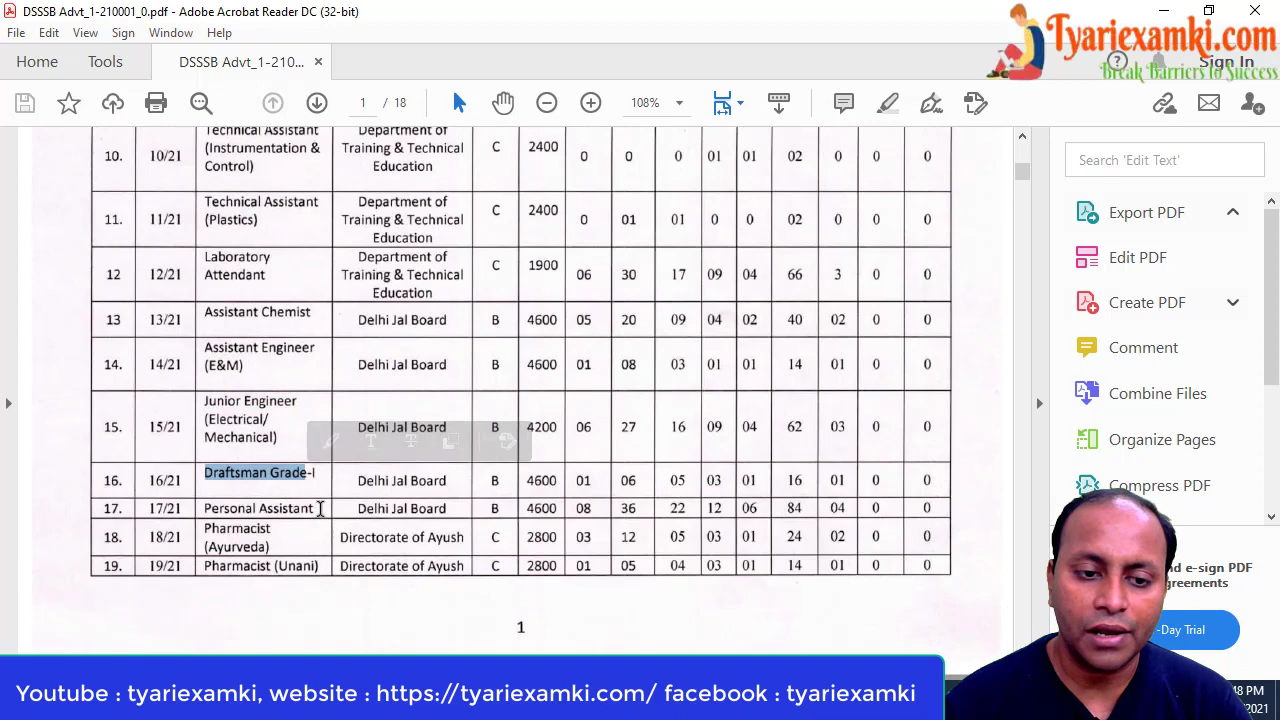 DSSSB Advt_1-210001_0.pdf - Adobe Acrobat Reader DC (32-bit)
File Edit View Sign Window Help
Tyariexamki.com
Break Barriers to Success
Home Tools DSSSB Advt_1-210... × ? Sign In
1 / 18 108%
10. 10/21 Technical Assistant (Instrumentation & Control) Department of Training & Technical Education C 2400 0 0 0 01 01 02 0 0 0
11. 11/21 Technical Assistant (Plastics) Department of Training & Technical Education C 2400 0 01 01 0 0 02 0 0 0
12 12/21 Laboratory Attendant Department of Training & Technical Education C 1900 06 30 17 09 04 66 3 0 0
13 13/21 Assistant Chemist Delhi Jal Board B 4600 05 20 09 04 02 40 02 0 0
14. 14/21 Assistant Engineer (E&M) Delhi Jal Board B 4600 01 08 03 01 01 14 01 0 0
15. 15/21 Junior Engineer (Electrical/ Mechanical) Delhi Jal Board B 4200 06 27 16 09 04 62 03 0 0
16. 16/21 Draftsman Grade-I Delhi Jal Board B 4600 01 06 05 03 01 16 01 0 0
17. 17/21 Personal Assistant Delhi Jal Board B 4600 08 36 22 12 06 84 04 0 0
18. 18/21 Pharmacist (Ayurveda) Directorate of Ayush C 2800 03 12 05 03 01 24 02 0 0
19. 19/21 Pharmacist (Unani) Directorate of Ayush C 2800 01 05 04 03 01 14 01 0 0
1
Search 'Edit Text'
Export PDF
Edit PDF
Create PDF
Comment
Combine Files
Organize Pages
Compress PDF
d e-sign PDF
greements
-Day Trial
:48 PM
2021
Youtube : tyariexamki, website : https://tyariexamki.com/ facebook : tyariexamki